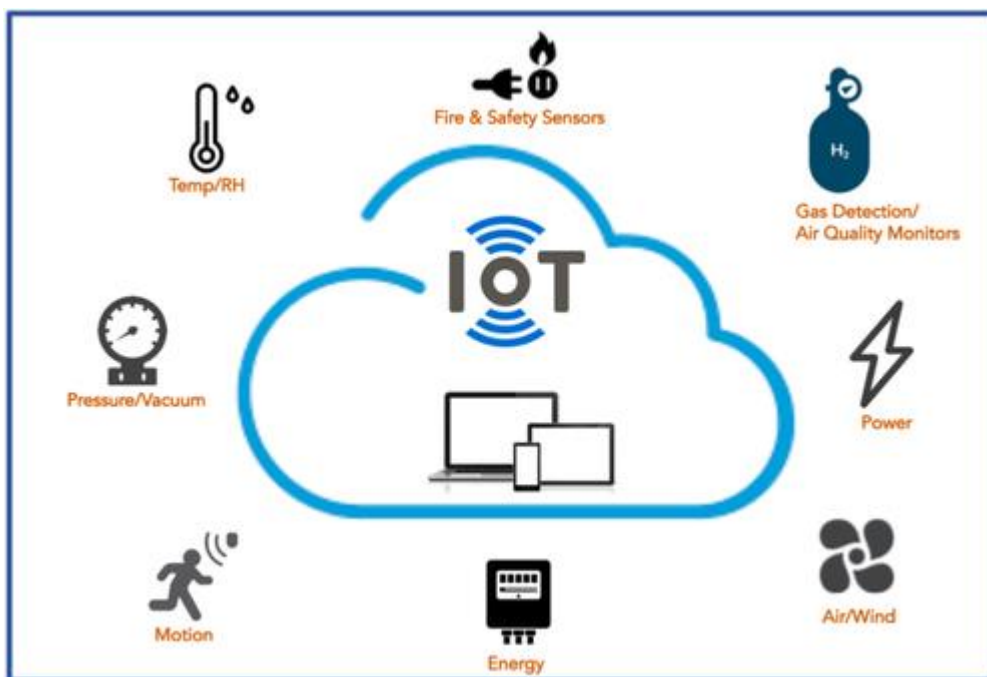 Fire & Safety Sensors
Temp/RH
H₂
Gas Detection/
Air Quality Monitors
IoT
Pressure/Vacuum
Power
Motion
Energy
Air/Wind